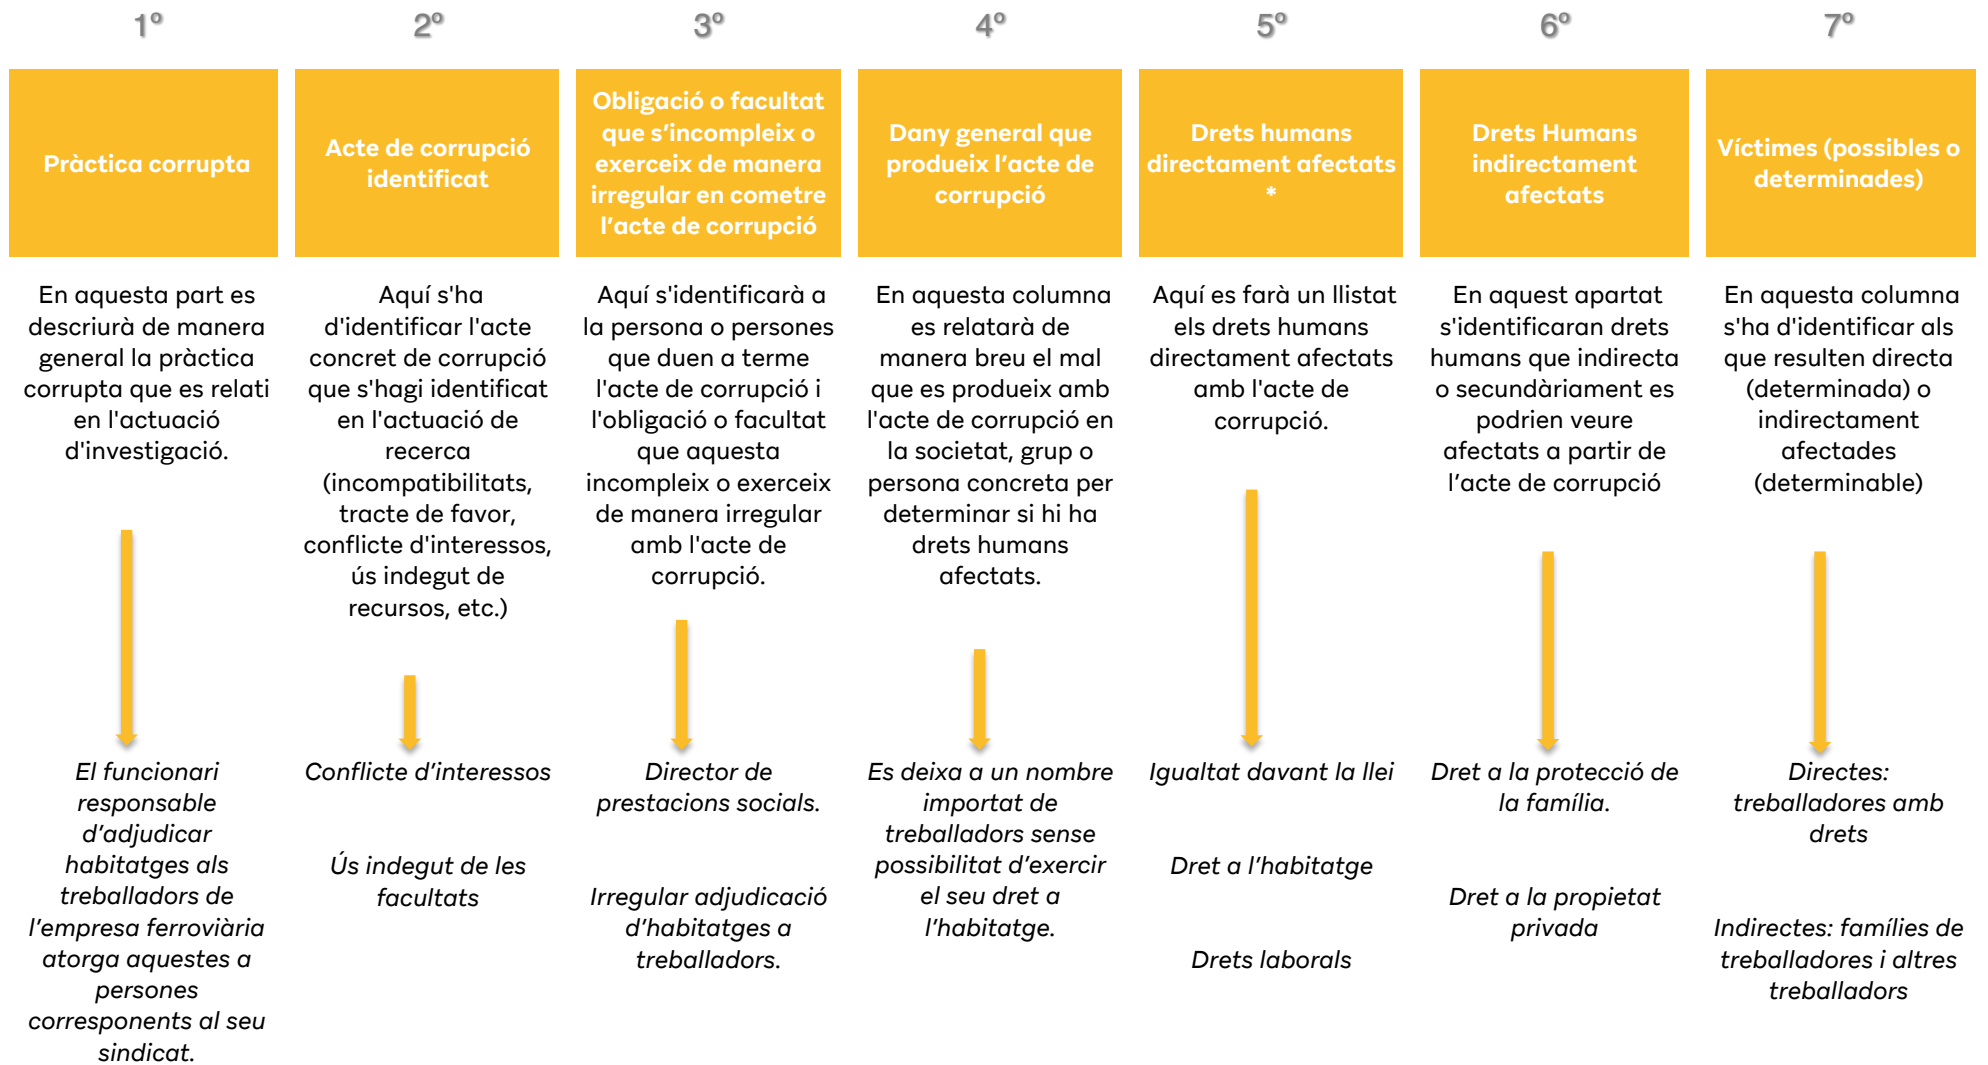 1º
2º
3º
4º
5º
6º
7º
Pràctica corrupta
Acte de corrupció
identificat
Obligació o facultat
que s'incompleix o
exerceix de manera
irregular en cometre
l'acte de corrupció
Dany general que
produeix l'acte de
corrupció
Drets humans
directament afectats
*
Drets Humans
indirectament
afectats
Víctimes (possibles o
determinades)
En aquesta part es
descriurà de manera
general la pràctica
corrupta que es relati
en l'actuació
d'investigació.
Aquí s'ha
d'identificar l'acte
concret de corrupció
que s'hagi identificat
en l'actuació de
recerca
(incompatibilitats,
tracte de favor,
conflicte d'interessos,
ús indegut de
recursos, etc.)
Aquí s'identificarà a
la persona o persones
que duen a terme
l'acte de corrupció i
l'obligació o facultat
que aquesta
incompleix o exerceix
de manera irregular
amb l'acte de
corrupció.
En aquesta columna
es relatarà de
manera breu el mal
que es produeix amb
l'acte de corrupció en
la societat, grup o
persona concreta per
determinar si hi ha
drets humans
afectats.
Aquí es farà un llistat
els drets humans
directament afectats
amb l'acte de
corrupció.
En aquest apartat
s'identificaran drets
humans que indirecta
o secundàriament es
podrien veure
afectats a partir de
l'acte de corrupció
En aquesta columna
s'ha d'identificar als
que resulten directa
(determinada) o
indirectament
afectades
(determinable)
El funcionari
responsable
d'adjudicar
habitatges als
treballadors de
l'empresa ferroviària
atorga aquestes a
persones
corresponents al seu
sindicat.
Conflicte d'interessos
Ús indegut de les
facultats
Director de
prestacions socials.
Irregular adjudicació
d'habitatges a
treballadors.
Es deixa a un nombre
importat de
treballadors sense
possibilitat d'exercir
el seu dret a
l'habitatge.
Igualtat davant la llei
Dret a l'habitatge
Drets laborals
Dret a la protecció de
la família.
Dret a la propietat
privada
Directes:
treballadores amb
drets
Indirectes: famílies de
treballadores i altres
treballadors